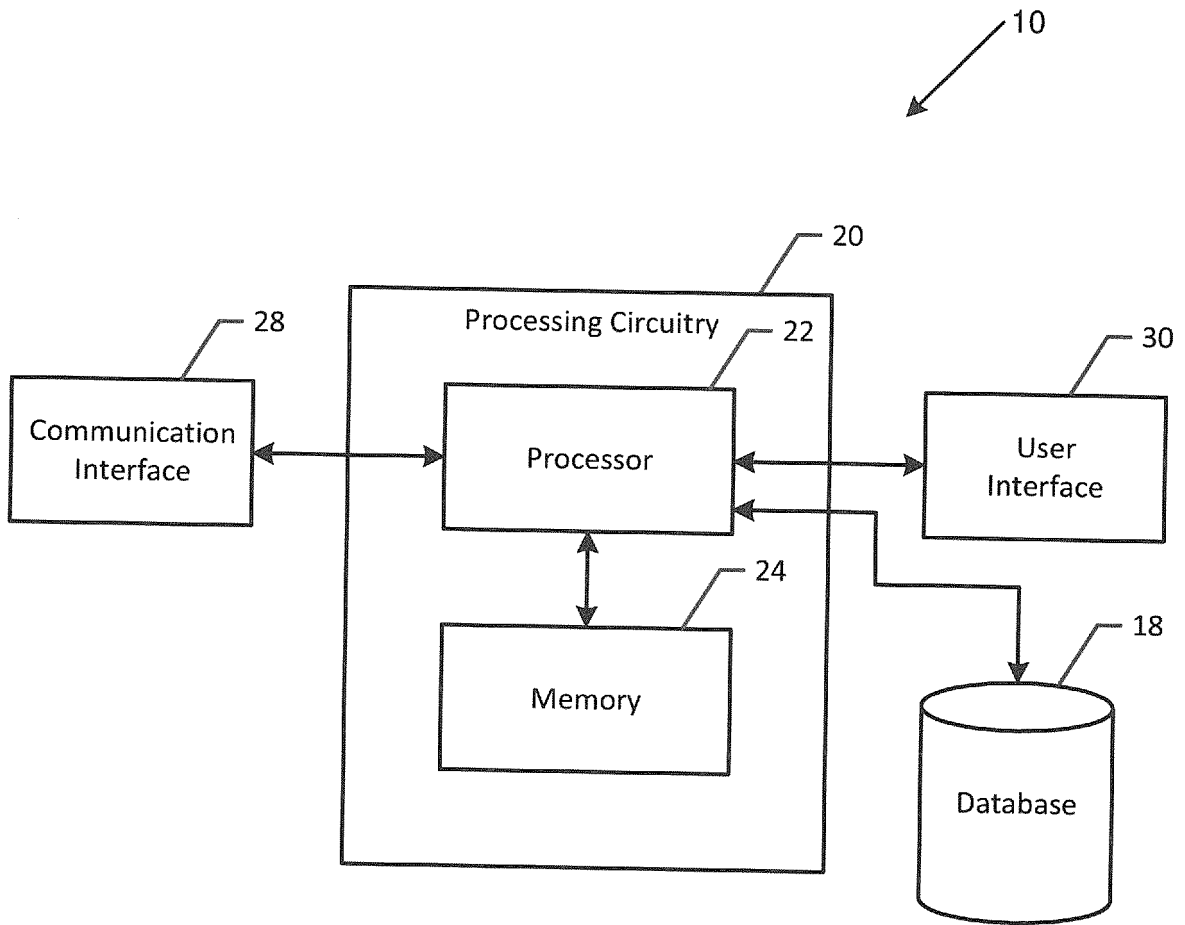 10
20
Processing Circuitry
28
22
30
Communication
Interface
Processor
User
Interface
24
18
Memory
Database